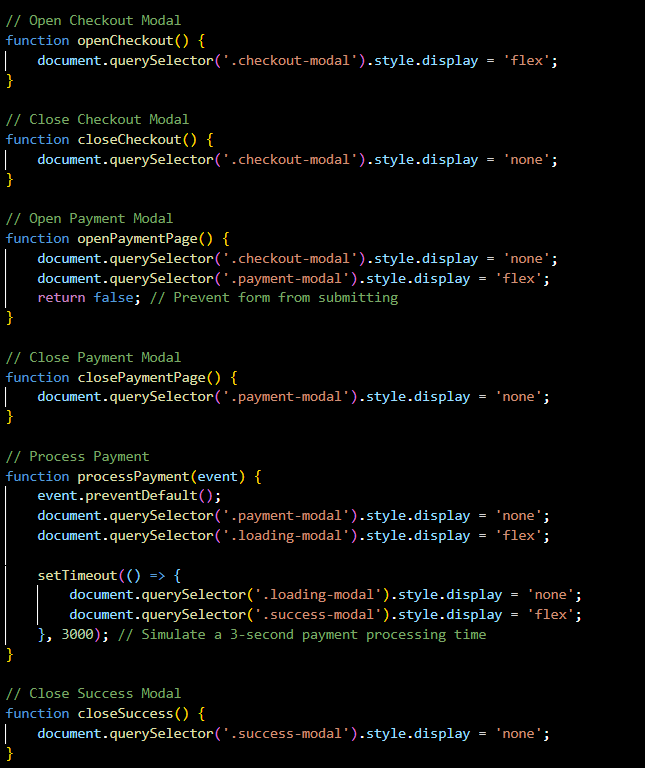 // Open Checkout Modal
function openCheckout() {
    document.querySelector('.checkout-modal').style.display = 'flex';
}

// Close Checkout Modal
function closeCheckout() {
    document.querySelector('.checkout-modal').style.display = 'none';
}

// Open Payment Modal
function openPaymentPage() {
    document.querySelector('.checkout-modal').style.display = 'none';
    document.querySelector('.payment-modal').style.display = 'flex';
    return false; // Prevent form from submitting
}

// Close Payment Modal
function closePaymentPage() {
    document.querySelector('.payment-modal').style.display = 'none';
}

// Process Payment
function processPayment(event) {
    event.preventDefault();
    document.querySelector('.payment-modal').style.display = 'none';
    document.querySelector('.loading-modal').style.display = 'flex';

    setTimeout(() => {
        document.querySelector('.loading-modal').style.display = 'none';
        document.querySelector('.success-modal').style.display = 'flex';
    }, 3000); // Simulate a 3-second payment processing time
}

// Close Success Modal
function closeSuccess() {
    document.querySelector('.success-modal').style.display = 'none';
}